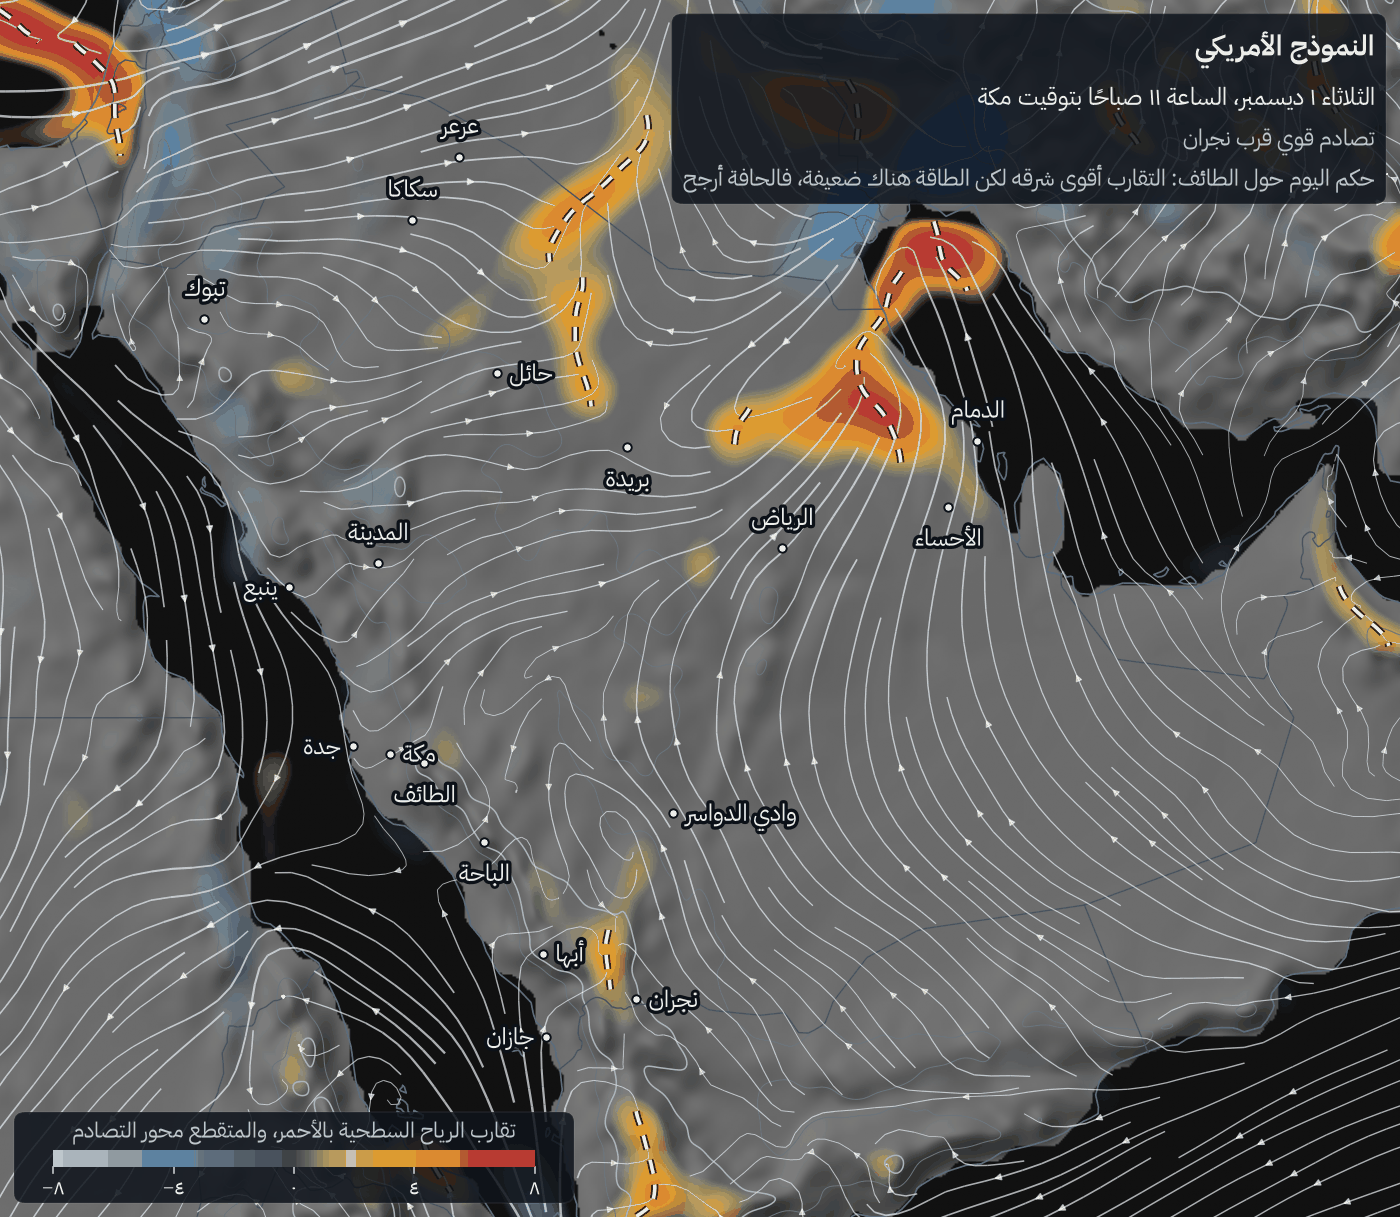 النموذج الأمريكي
الثلاثاء ١ ديسمبر، الساعة ١١ صباحًا بتوقيت مكة
تصادم قوي قرب نجران
حكم اليوم حول الطائف: التقارب أقوى شرقه لكن الطاقة هناك ضعيفة، فالحافة أرجح
عرعر
سكاكا
تبوك
حائل
الدمام
بريدة
الرياض
الأحساء
المدينة
ينبع
جدة
مكة
الطائف
وادي الدواسر
الباحة
أبها
نجران
جازان
تقارب الرياح السطحية بالأحمر، والمتقطع محور التصادم
−٨ −٤ ٠ ٤ ٨